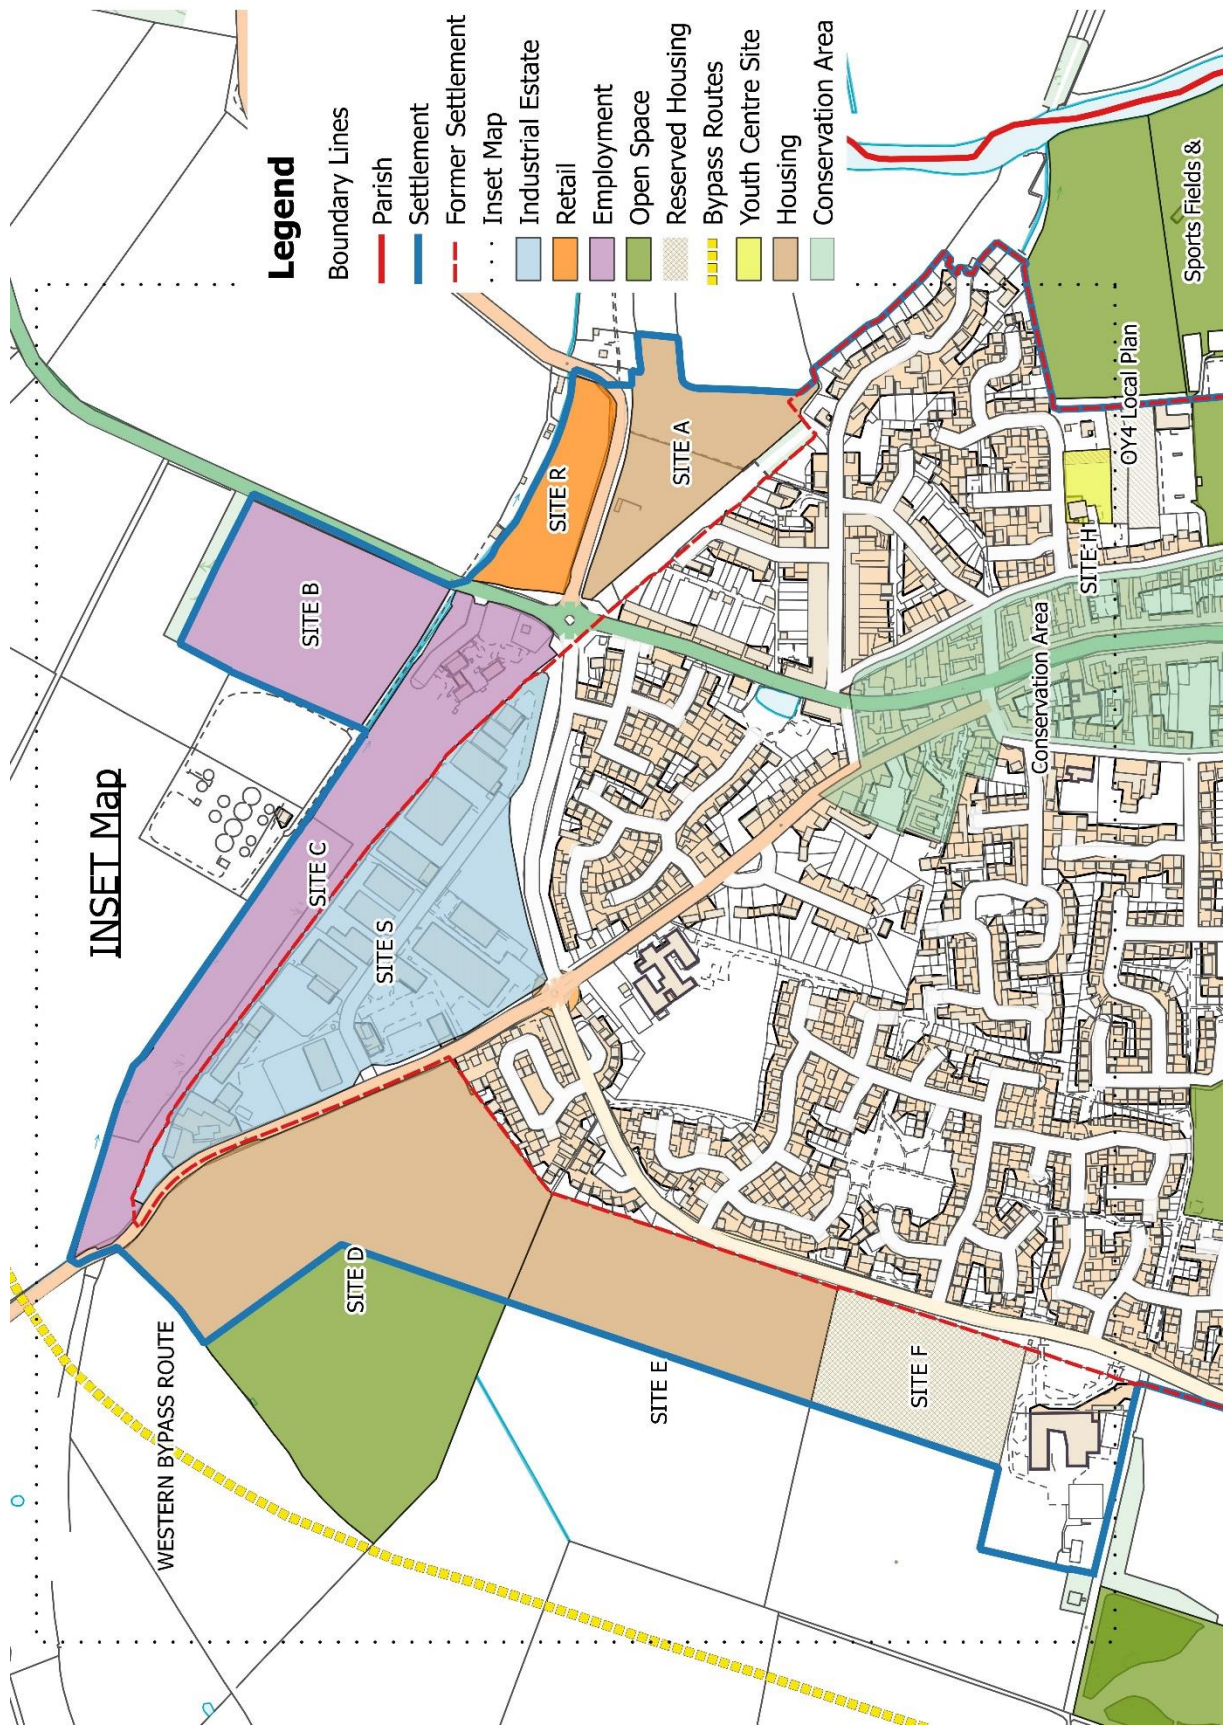 INSET Map
Legend
Boundary Lines
Parish
Settlement
Former Settlement
Inset Map
Industrial Estate
Retail
Employment
Open Space
Reserved Housing
Bypass Routes
Youth Centre Site
Housing
Conservation Area
WESTERN BYPASS ROUTE
SITE B
SITE C
SITE R
SITE S
SITE A
SITE D
SITE E
SITE F
Conservation Area
SITE H
OY4 Local Plan
Sports Fields &